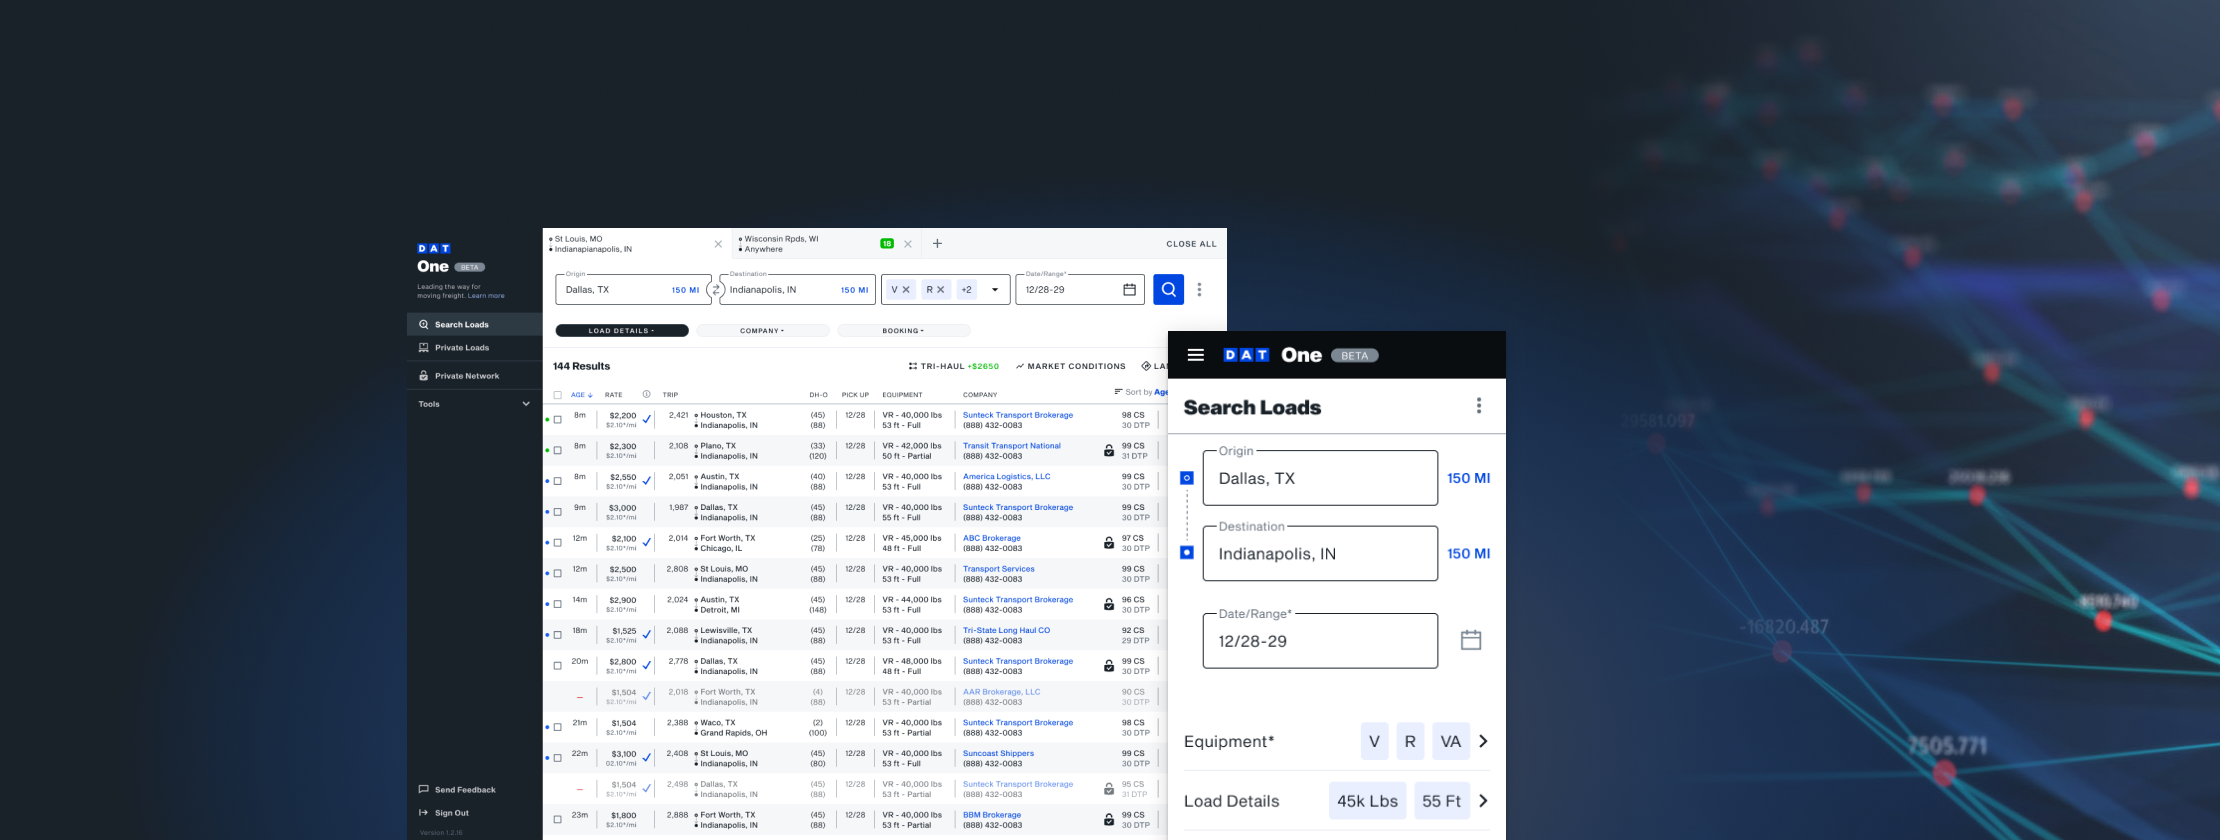 DAT
One BETA
Leading the way for
moving freight. Learn more
Search Loads
Private Loads
Private Network
Tools
Send Feedback
Sign Out
Version 1.2.16
St Louis, MO
Indianapianapolis, IN
Wisconsin Rpds, WI
Anywhere
18
CLOSE ALL
Origin
Dallas, TX 150 MI
Destination
Indianapolis, IN 150 MI
V R +2
Date/Range*
12/28-29
LOAD DETAILS COMPANY BOOKING
144 Results TRI-HAUL +$2650 MARKET CONDITIONS
Sort by Age
AGE RATE TRIP DH-O PICK UP EQUIPMENT COMPANY
8m $2,200 2,421 Houston, TX (45) 12/28 VR - 40,000 lbs Sunteck Transport Brokerage 98 CS
$2.10*/mi Indianapolis, IN (88) 53 ft - Full (888) 432-0083 30 DTP
8m $2,300 2,108 Plano, TX (33) 12/28 VR - 42,000 lbs Transit Transport National 99 CS
$2.10*/mi Indianapolis, IN (120) 50 ft - Partial (888) 432-0083 31 DTP
8m $2,550 2,051 Austin, TX (40) 12/28 VR - 40,000 lbs America Logistics, LLC 99 CS
$2.10*/mi Indianapolis, IN (88) 53 ft - Full (888) 432-0083 30 DTP
9m $3,000 1,987 Dallas, TX (45) 12/28 VR - 40,000 lbs Sunteck Transport Brokerage 99 CS
$2.10*/mi Indianapolis, IN (88) 55 ft - Full (888) 432-0083 30 DTP
12m $2,100 2,014 Fort Worth, TX (25) 12/28 VR - 45,000 lbs ABC Brokerage 97 CS
$2.10*/mi Chicago, IL (78) 48 ft - Full (888) 432-0083 30 DTP
12m $2,500 2,808 St Louis, MO (45) 12/28 VR - 40,000 lbs Transport Services 99 CS
$2.10*/mi Indianapolis, IN (88) 53 ft - Full (888) 432-0083 30 DTP
14m $2,900 2,024 Austin, TX (45) 12/28 VR - 44,000 lbs Sunteck Transport Brokerage 96 CS
$2.10*/mi Detroit, MI (148) 53 ft - Full (888) 432-0083 30 DTP
18m $1,525 2,088 Lewisville, TX (45) 12/28 VR - 40,000 lbs Tri-State Long Haul CO 92 CS
$2.10*/mi Indianapolis, IN (88) 53 ft - Full (888) 432-0083 29 DTP
20m $2,800 2,778 Dallas, TX (45) 12/28 VR - 48,000 lbs Sunteck Transport Brokerage 99 CS
$2.10*/mi Indianapolis, IN (88) 48 ft - Full (888) 432-0083 30 DTP
– $1,504 2,018 Fort Worth, TX (4) 12/28 VR - 40,000 lbs AAR Brokerage, LLC 90 CS
$2.10*/mi Indianapolis, IN (88) 53 ft - Partial (888) 432-0083 30 DTP
21m $1,504 2,388 Waco, TX (2) 12/28 VR - 40,000 lbs Sunteck Transport Brokerage 98 CS
$2.10*/mi Grand Rapids, OH (100) 53 ft - Partial (888) 432-0083 30 DTP
22m $3,100 2,408 St Louis, MO (45) 12/28 VR - 40,000 lbs Suncoast Shippers 99 CS
02.10*/mi Indianapolis, IN (80) 53 ft - Full (888) 432-0083 30 DTP
– $1,504 2,498 Dallas, TX (45) 12/28 VR - 40,000 lbs Sunteck Transport Brokerage 95 CS
$2.10*/mi Indianapolis, IN (88) 53 ft - Partial (888) 432-0083 31 DTP
23m $1,800 2,888 Fort Worth, TX (45) 12/28 VR - 40,000 lbs BBM Brokerage 99 CS
$2.10*/mi Indianapolis, IN (88) 53 ft - Partial (888) 432-0083 30 DTP
DAT One BETA
Search Loads
Origin
Dallas, TX 150 MI
Destination
Indianapolis, IN 150 MI
Date/Range*
12/28-29
Equipment* V R VA
Load Details 45k Lbs 55 Ft
29581.097
-16820.487
7505.771